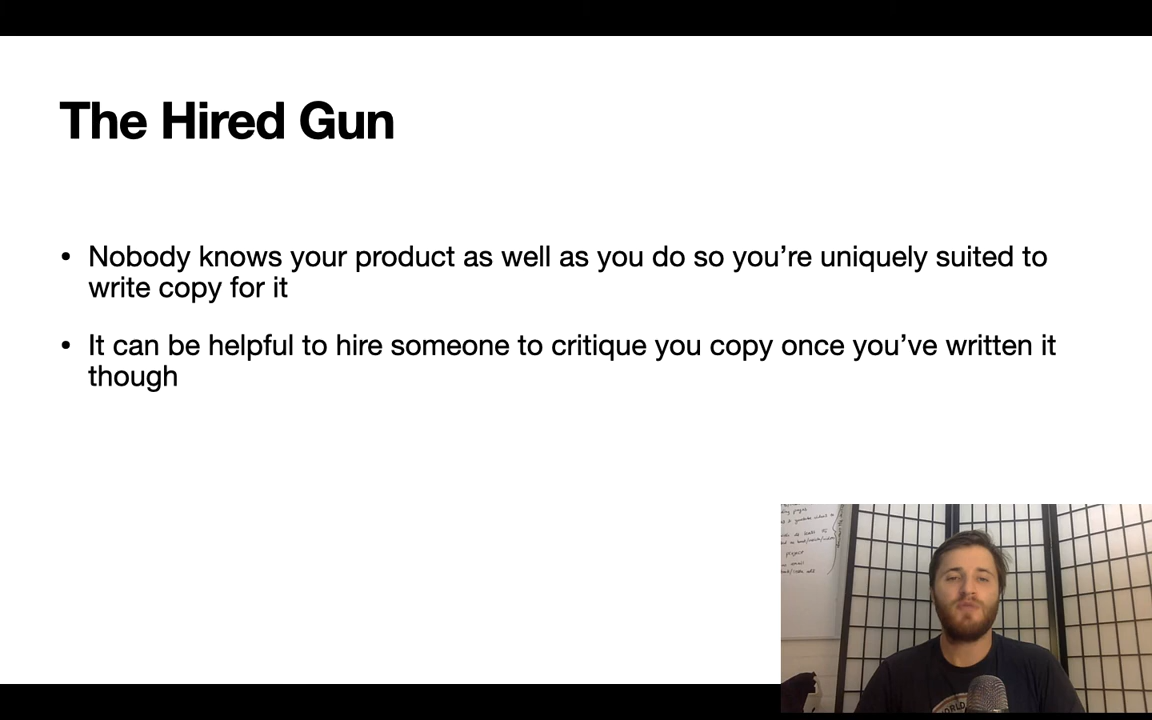 The Hired Gun
• Nobody knows your product as well as you do so you’re uniquely suited to
write copy for it
• It can be helpful to hire someone to critique you copy once you’ve written it
though
project
WORLD